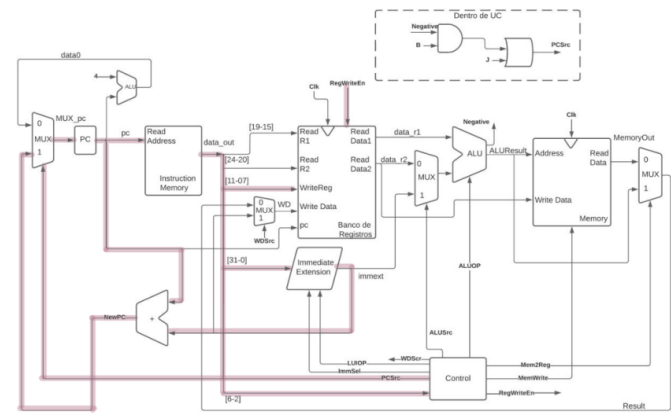 Dentro de UC
Negative
B
J
PCSrc
data0
4
ALU
0
MUX
1
MUX_pc
PC
pc
Read
Address
Instruction
Memory
data_out
[19-15]
[24-20]
[11-07]
[31-0]
[6-2]
Clk
RegWriteEn
Read
R1
Read
R2
WriteReg
Write Data
pc
Read
Data1
Read
Data2
Banco de
Registros
0
MUX
1
WD
WDSrc
data_r1
data_r2
0
MUX
1
Negative
ALU
ALUResult
Clk
Address
Read
Data
Write Data
Memory
MemoryOut
0
MUX
1
Immediate
Extension
immext
ALUOP
ALUSrc
NewPC
+
LUIOP
ImmSel
WDScr
PCSrc
Control
Mem2Reg
MemWrite
RegWriteEn
Result